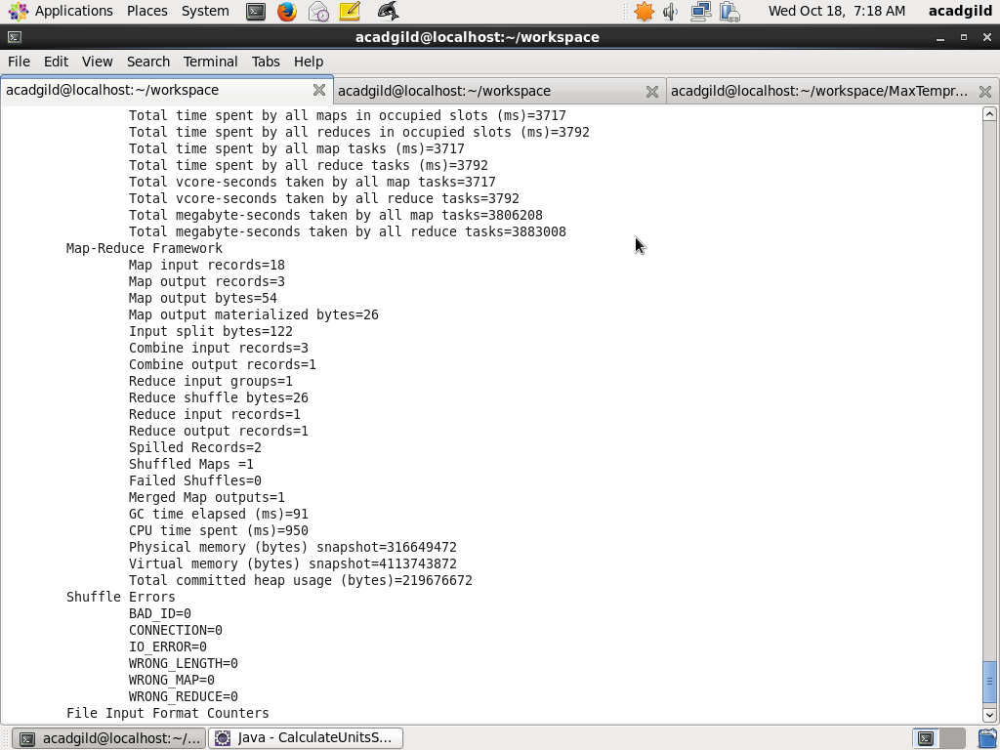 Applications Places System Wed Oct 18, 7:18 AM acadgild
acadgild@localhost:~/workspace
File Edit View Search Terminal Tabs Help
acadgild@localhost:~/workspace acadgild@localhost:~/workspace acadgild@localhost:~/workspace/MaxTempr...
Total time spent by all maps in occupied slots (ms)=3717
Total time spent by all reduces in occupied slots (ms)=3792
Total time spent by all map tasks (ms)=3717
Total time spent by all reduce tasks (ms)=3792
Total vcore-seconds taken by all map tasks=3717
Total vcore-seconds taken by all reduce tasks=3792
Total megabyte-seconds taken by all map tasks=3806208
Total megabyte-seconds taken by all reduce tasks=3883008
Map-Reduce Framework
Map input records=18
Map output records=3
Map output bytes=54
Map output materialized bytes=26
Input split bytes=122
Combine input records=3
Combine output records=1
Reduce input groups=1
Reduce shuffle bytes=26
Reduce input records=1
Reduce output records=1
Spilled Records=2
Shuffled Maps =1
Failed Shuffles=0
Merged Map outputs=1
GC time elapsed (ms)=91
CPU time spent (ms)=950
Physical memory (bytes) snapshot=316649472
Virtual memory (bytes) snapshot=4113743872
Total committed heap usage (bytes)=219676672
Shuffle Errors
BAD_ID=0
CONNECTION=0
IO_ERROR=0
WRONG_LENGTH=0
WRONG_MAP=0
WRONG_REDUCE=0
File Input Format Counters
acadgild@localhost:~/... Java - CalculateUnitsS...